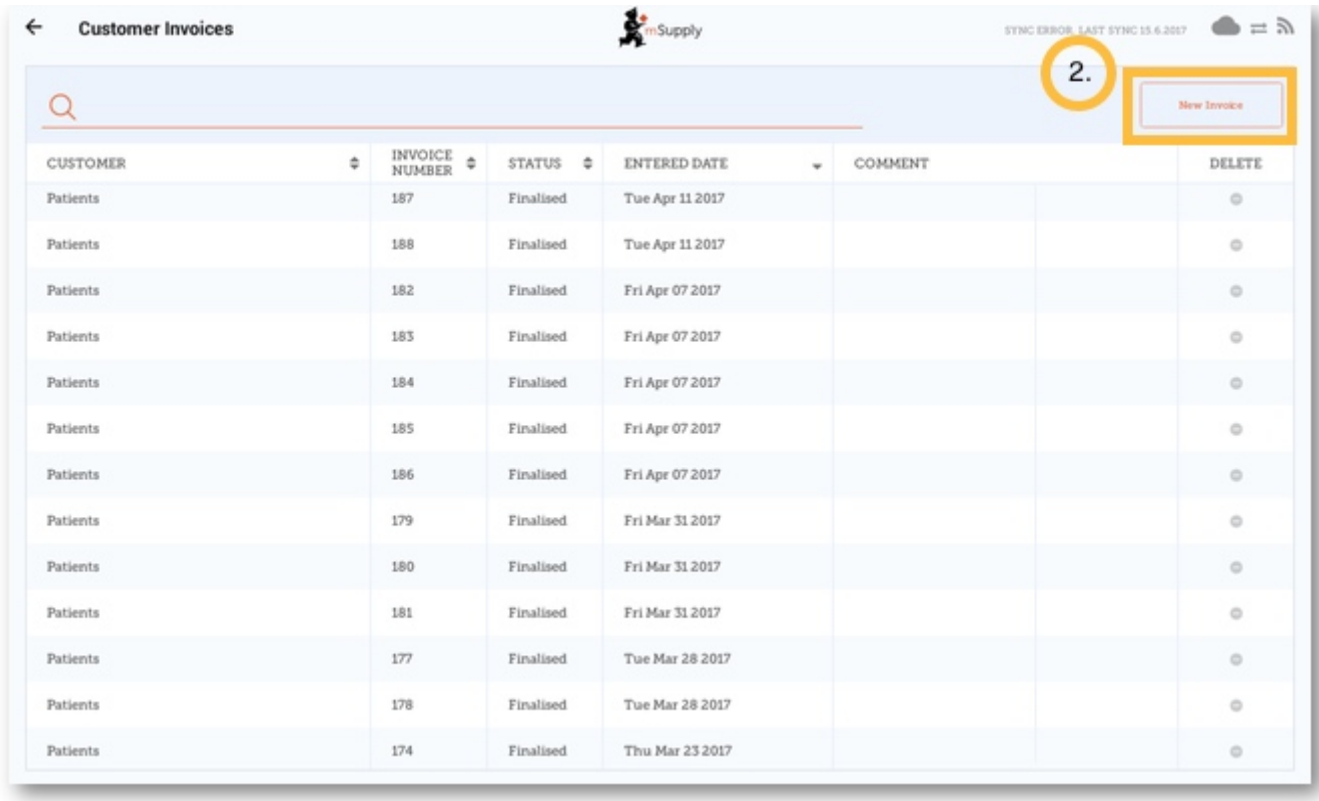 Customer Invoices
mSupply
SYNC ERROR. LAST SYNC 15.6.2017
2.
New Invoice
CUSTOMER INVOICE NUMBER STATUS ENTERED DATE COMMENT DELETE
Patients 187 Finalised Tue Apr 11 2017
Patients 188 Finalised Tue Apr 11 2017
Patients 182 Finalised Fri Apr 07 2017
Patients 183 Finalised Fri Apr 07 2017
Patients 184 Finalised Fri Apr 07 2017
Patients 185 Finalised Fri Apr 07 2017
Patients 186 Finalised Fri Apr 07 2017
Patients 179 Finalised Fri Mar 31 2017
Patients 180 Finalised Fri Mar 31 2017
Patients 181 Finalised Fri Mar 31 2017
Patients 177 Finalised Tue Mar 28 2017
Patients 178 Finalised Tue Mar 28 2017
Patients 174 Finalised Thu Mar 23 2017